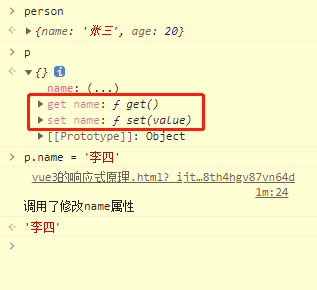 person
{name: '张三', age: 20}
p
{} i
name: (...)
get name: ƒ get()
set name: ƒ set(value)
[[Prototype]]: Object
p.name = '李四'
vue3的响应式原理.html?_ijt…8th4hgv87vn64d
1m:24
调用了修改name属性
'李四'